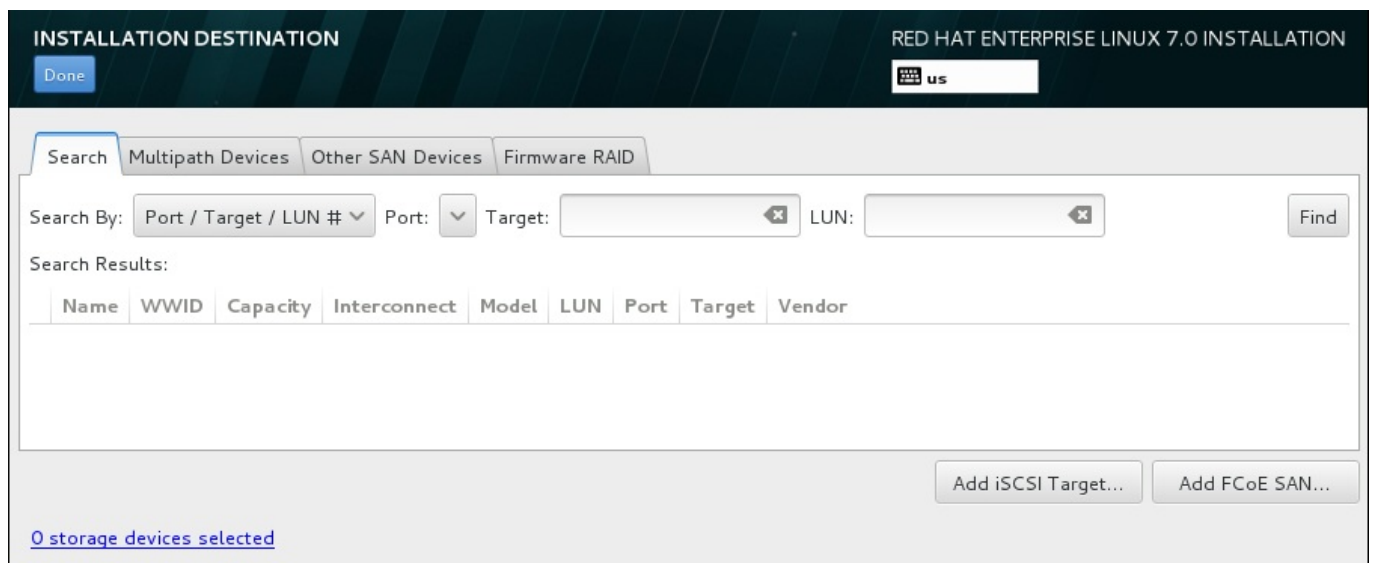 INSTALLATION DESTINATION
RED HAT ENTERPRISE LINUX 7.0 INSTALLATION
Done
us
Search Multipath Devices Other SAN Devices Firmware RAID
Search By: Port / Target / LUN # Port: Target: LUN: Find
Search Results:
Name WWID Capacity Interconnect Model LUN Port Target Vendor
Add iSCSI Target... Add FCoE SAN...
0 storage devices selected